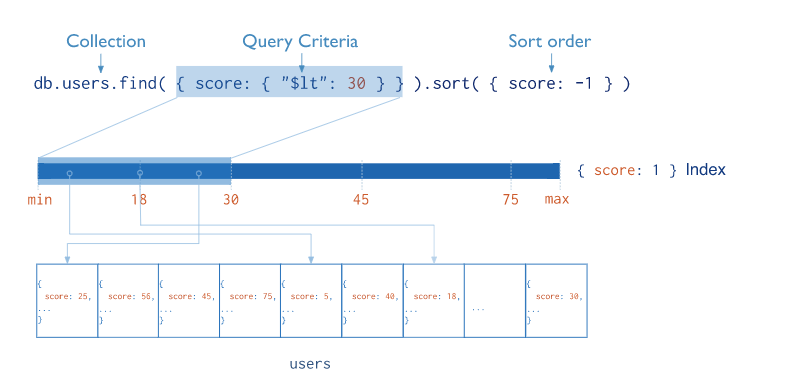 Collection Query Criteria Sort order
db.users.find( { score: { "$lt": 30 } } ).sort( { score: -1 } )
{ score: 1 } Index
min 18 30 45 75 max
{ { { { { { { {
score: 25, score: 56, score: 45, score: 75, score: 5, score: 40, score: 18, score: 30,
... ... ... ... ... ... ... ... ...
} } } } } } } }
users